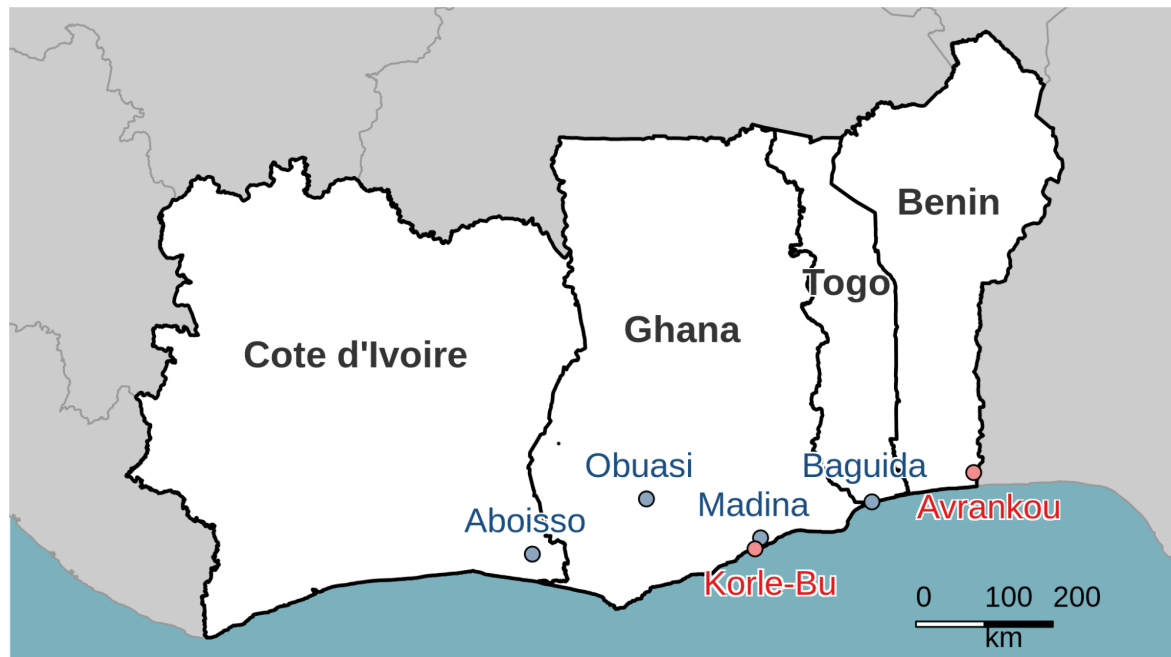 Benin
Togo
Ghana
Cote d'Ivoire
Obuasi
Baguida
Madina
Avrankou
Aboisso
Korle-Bu
0 100 200
km